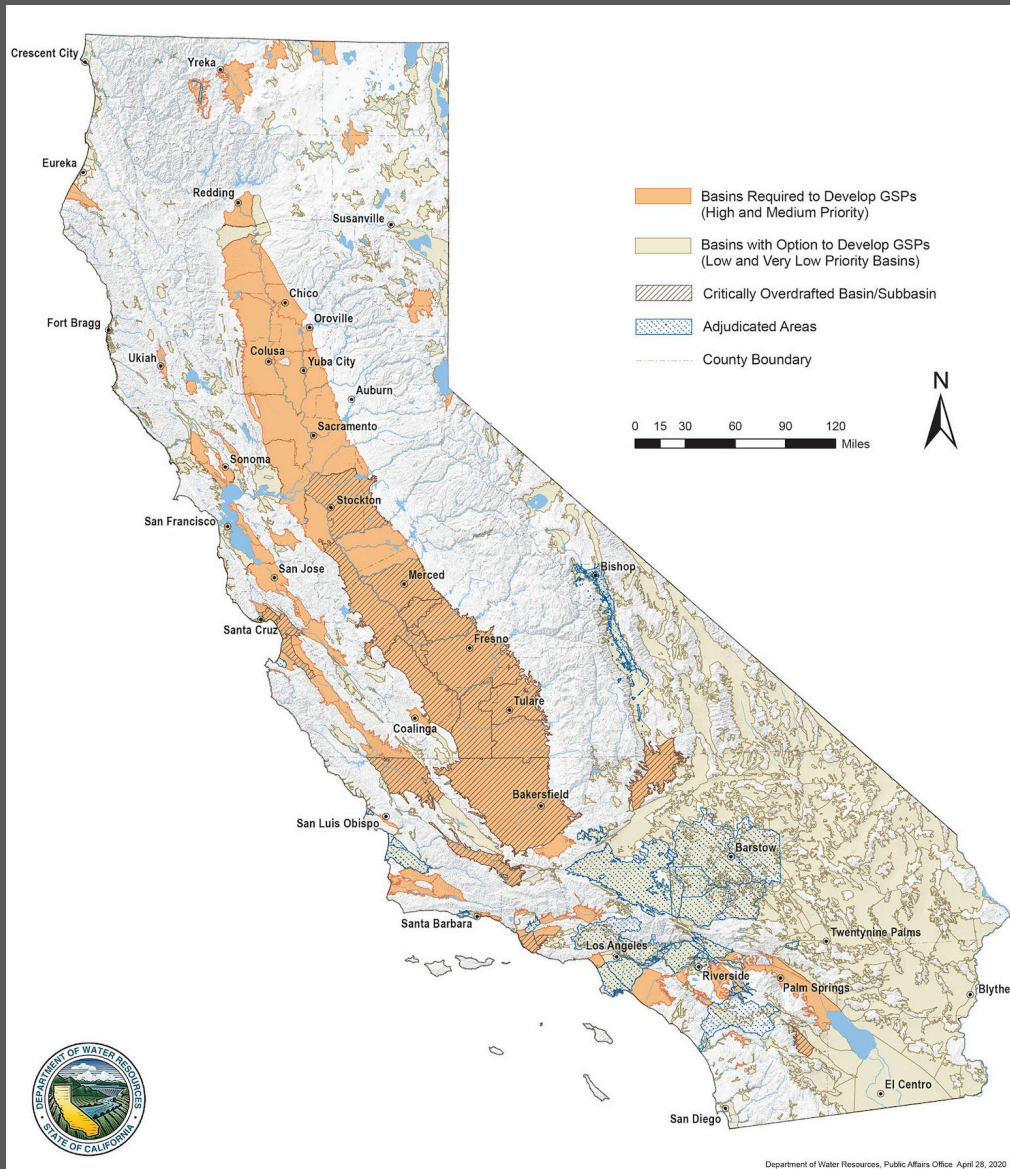 Crescent City
Yreka
Eureka
Redding
Susanville
Basins Required to Develop GSPs
(High and Medium Priority)
Basins with Option to Develop GSPs
(Low and Very Low Priority Basins)
Critically Overdrafted Basin/Subbasin
Adjudicated Areas
County Boundary
N
0 15 30 60 90 120
Miles
Chico
Oroville
Fort Bragg
Ukiah
Colusa
Yuba City
Auburn
Sacramento
Sonoma
Stockton
San Francisco
San Jose
Merced
Bishop
Santa Cruz
Fresno
Tulare
Coalinga
Bakersfield
San Luis Obispo
Barstow
Santa Barbara
Los Angeles
Twentynine Palms
Riverside
Palm Springs
Blythe
El Centro
San Diego
DEPARTMENT OF WATER RESOURCES
STATE OF CALIFORNIA
Department of Water Resources, Public Affairs Office April 28, 2020